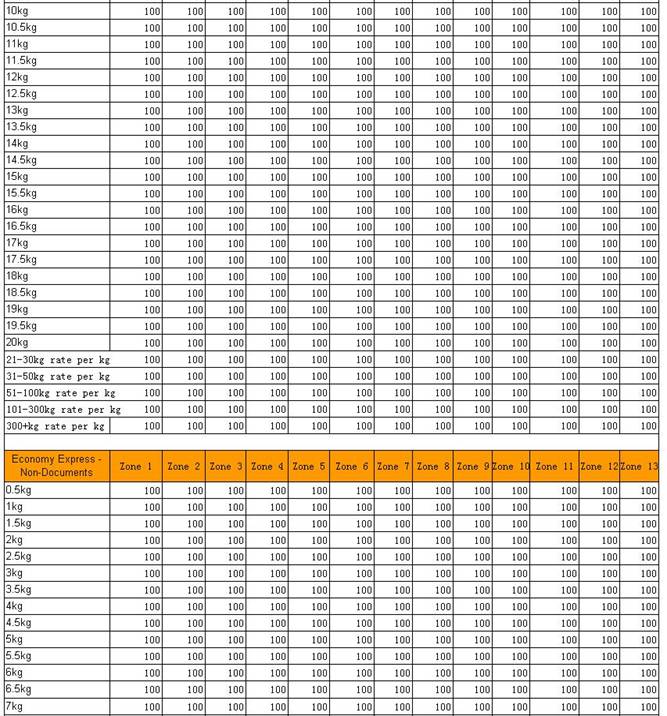 10kg 100 100 100 100 100 100 100 100 100 100 100 100 100
10.5kg 100 100 100 100 100 100 100 100 100 100 100 100 100
11kg 100 100 100 100 100 100 100 100 100 100 100 100 100
11.5kg 100 100 100 100 100 100 100 100 100 100 100 100 100
12kg 100 100 100 100 100 100 100 100 100 100 100 100 100
12.5kg 100 100 100 100 100 100 100 100 100 100 100 100 100
13kg 100 100 100 100 100 100 100 100 100 100 100 100 100
13.5kg 100 100 100 100 100 100 100 100 100 100 100 100 100
14kg 100 100 100 100 100 100 100 100 100 100 100 100 100
14.5kg 100 100 100 100 100 100 100 100 100 100 100 100 100
15kg 100 100 100 100 100 100 100 100 100 100 100 100 100
15.5kg 100 100 100 100 100 100 100 100 100 100 100 100 100
16kg 100 100 100 100 100 100 100 100 100 100 100 100 100
16.5kg 100 100 100 100 100 100 100 100 100 100 100 100 100
17kg 100 100 100 100 100 100 100 100 100 100 100 100 100
17.5kg 100 100 100 100 100 100 100 100 100 100 100 100 100
18kg 100 100 100 100 100 100 100 100 100 100 100 100 100
18.5kg 100 100 100 100 100 100 100 100 100 100 100 100 100
19kg 100 100 100 100 100 100 100 100 100 100 100 100 100
19.5kg 100 100 100 100 100 100 100 100 100 100 100 100 100
20kg 100 100 100 100 100 100 100 100 100 100 100 100 100
21-30kg rate per kg 100 100 100 100 100 100 100 100 100 100 100 100 100
31-50kg rate per kg 100 100 100 100 100 100 100 100 100 100 100 100 100
51-100kg rate per kg 100 100 100 100 100 100 100 100 100 100 100 100 100
101-300kg rate per kg 100 100 100 100 100 100 100 100 100 100 100 100 100
300+kg rate per kg 100 100 100 100 100 100 100 100 100 100 100 100 100
Economy Express -
Non-Documents Zone 1 Zone 2 Zone 3 Zone 4 Zone 5 Zone 6 Zone 7 Zone 8 Zone 9 Zone 10 Zone 11 Zone 12 Zone 13
0.5kg 100 100 100 100 100 100 100 100 100 100 100 100 100
1kg 100 100 100 100 100 100 100 100 100 100 100 100 100
1.5kg 100 100 100 100 100 100 100 100 100 100 100 100 100
2kg 100 100 100 100 100 100 100 100 100 100 100 100 100
2.5kg 100 100 100 100 100 100 100 100 100 100 100 100 100
3kg 100 100 100 100 100 100 100 100 100 100 100 100 100
3.5kg 100 100 100 100 100 100 100 100 100 100 100 100 100
4kg 100 100 100 100 100 100 100 100 100 100 100 100 100
4.5kg 100 100 100 100 100 100 100 100 100 100 100 100 100
5kg 100 100 100 100 100 100 100 100 100 100 100 100 100
5.5kg 100 100 100 100 100 100 100 100 100 100 100 100 100
6kg 100 100 100 100 100 100 100 100 100 100 100 100 100
6.5kg 100 100 100 100 100 100 100 100 100 100 100 100 100
7kg 100 100 100 100 100 100 100 100 100 100 100 100 100